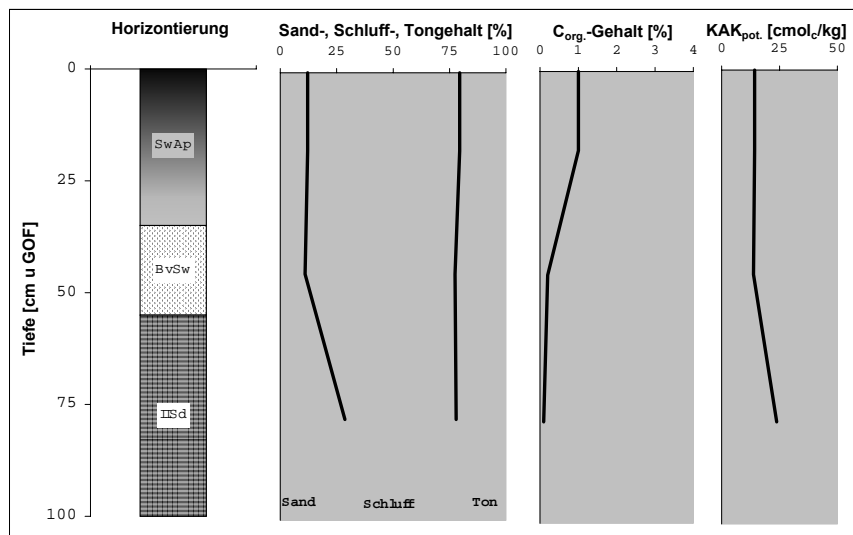 Horizontierung
Sand-, Schluff-, Tongehalt [%]
Corg.-Gehalt [%]
KAKpot. [cmolc/kg]
0 25 50 75 100
0 1 2 3 4
0 25 50
Tiefe [cm u GOF]
0
25
50
75
100
SwAp
BvSw
IISd
Sand Schluff Ton